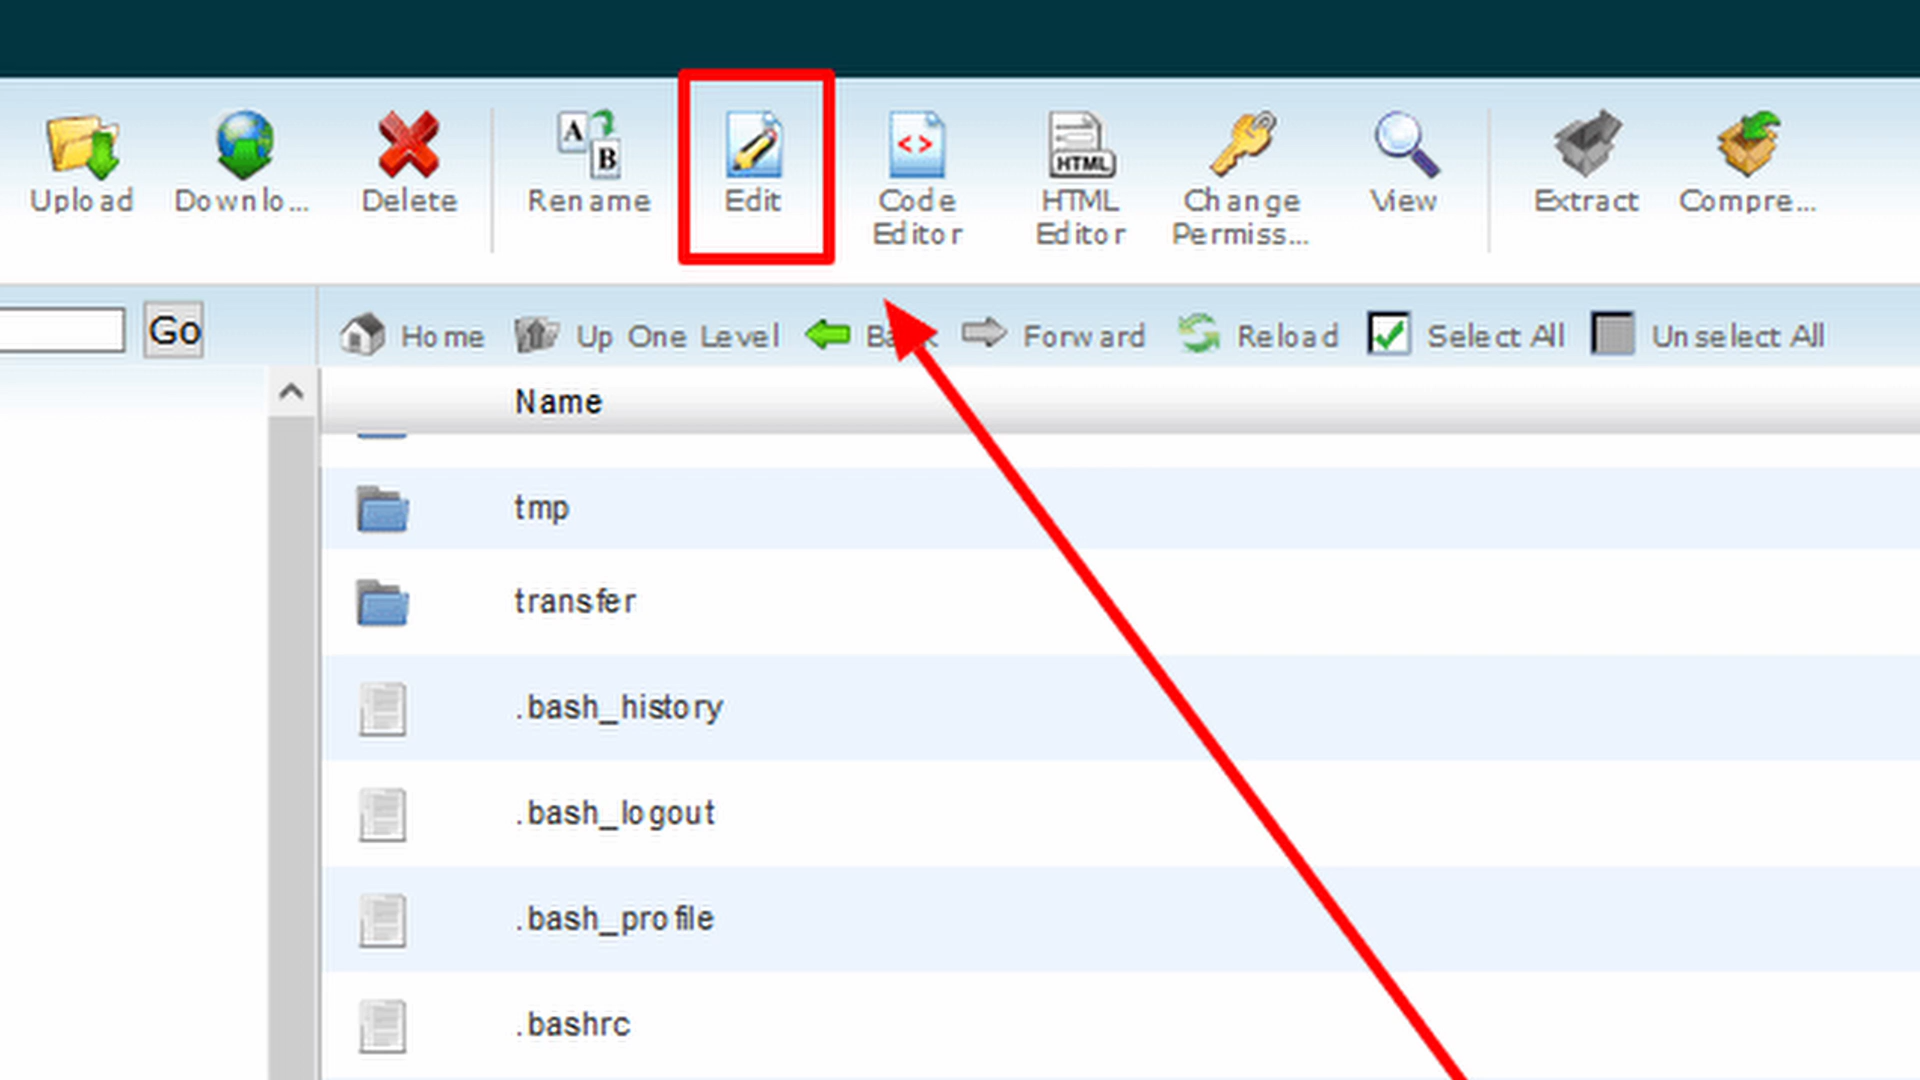 Upload Downlo... Delete Rename Edit Code Editor HTML Editor Change Permiss... View Extract Compre...
A B <> HTML
Go Home Up One Level Forward Reload Select All Unselect All
Name
tmp
transfer
.bash_history
.bash_logout
.bash_profile
.bashrc